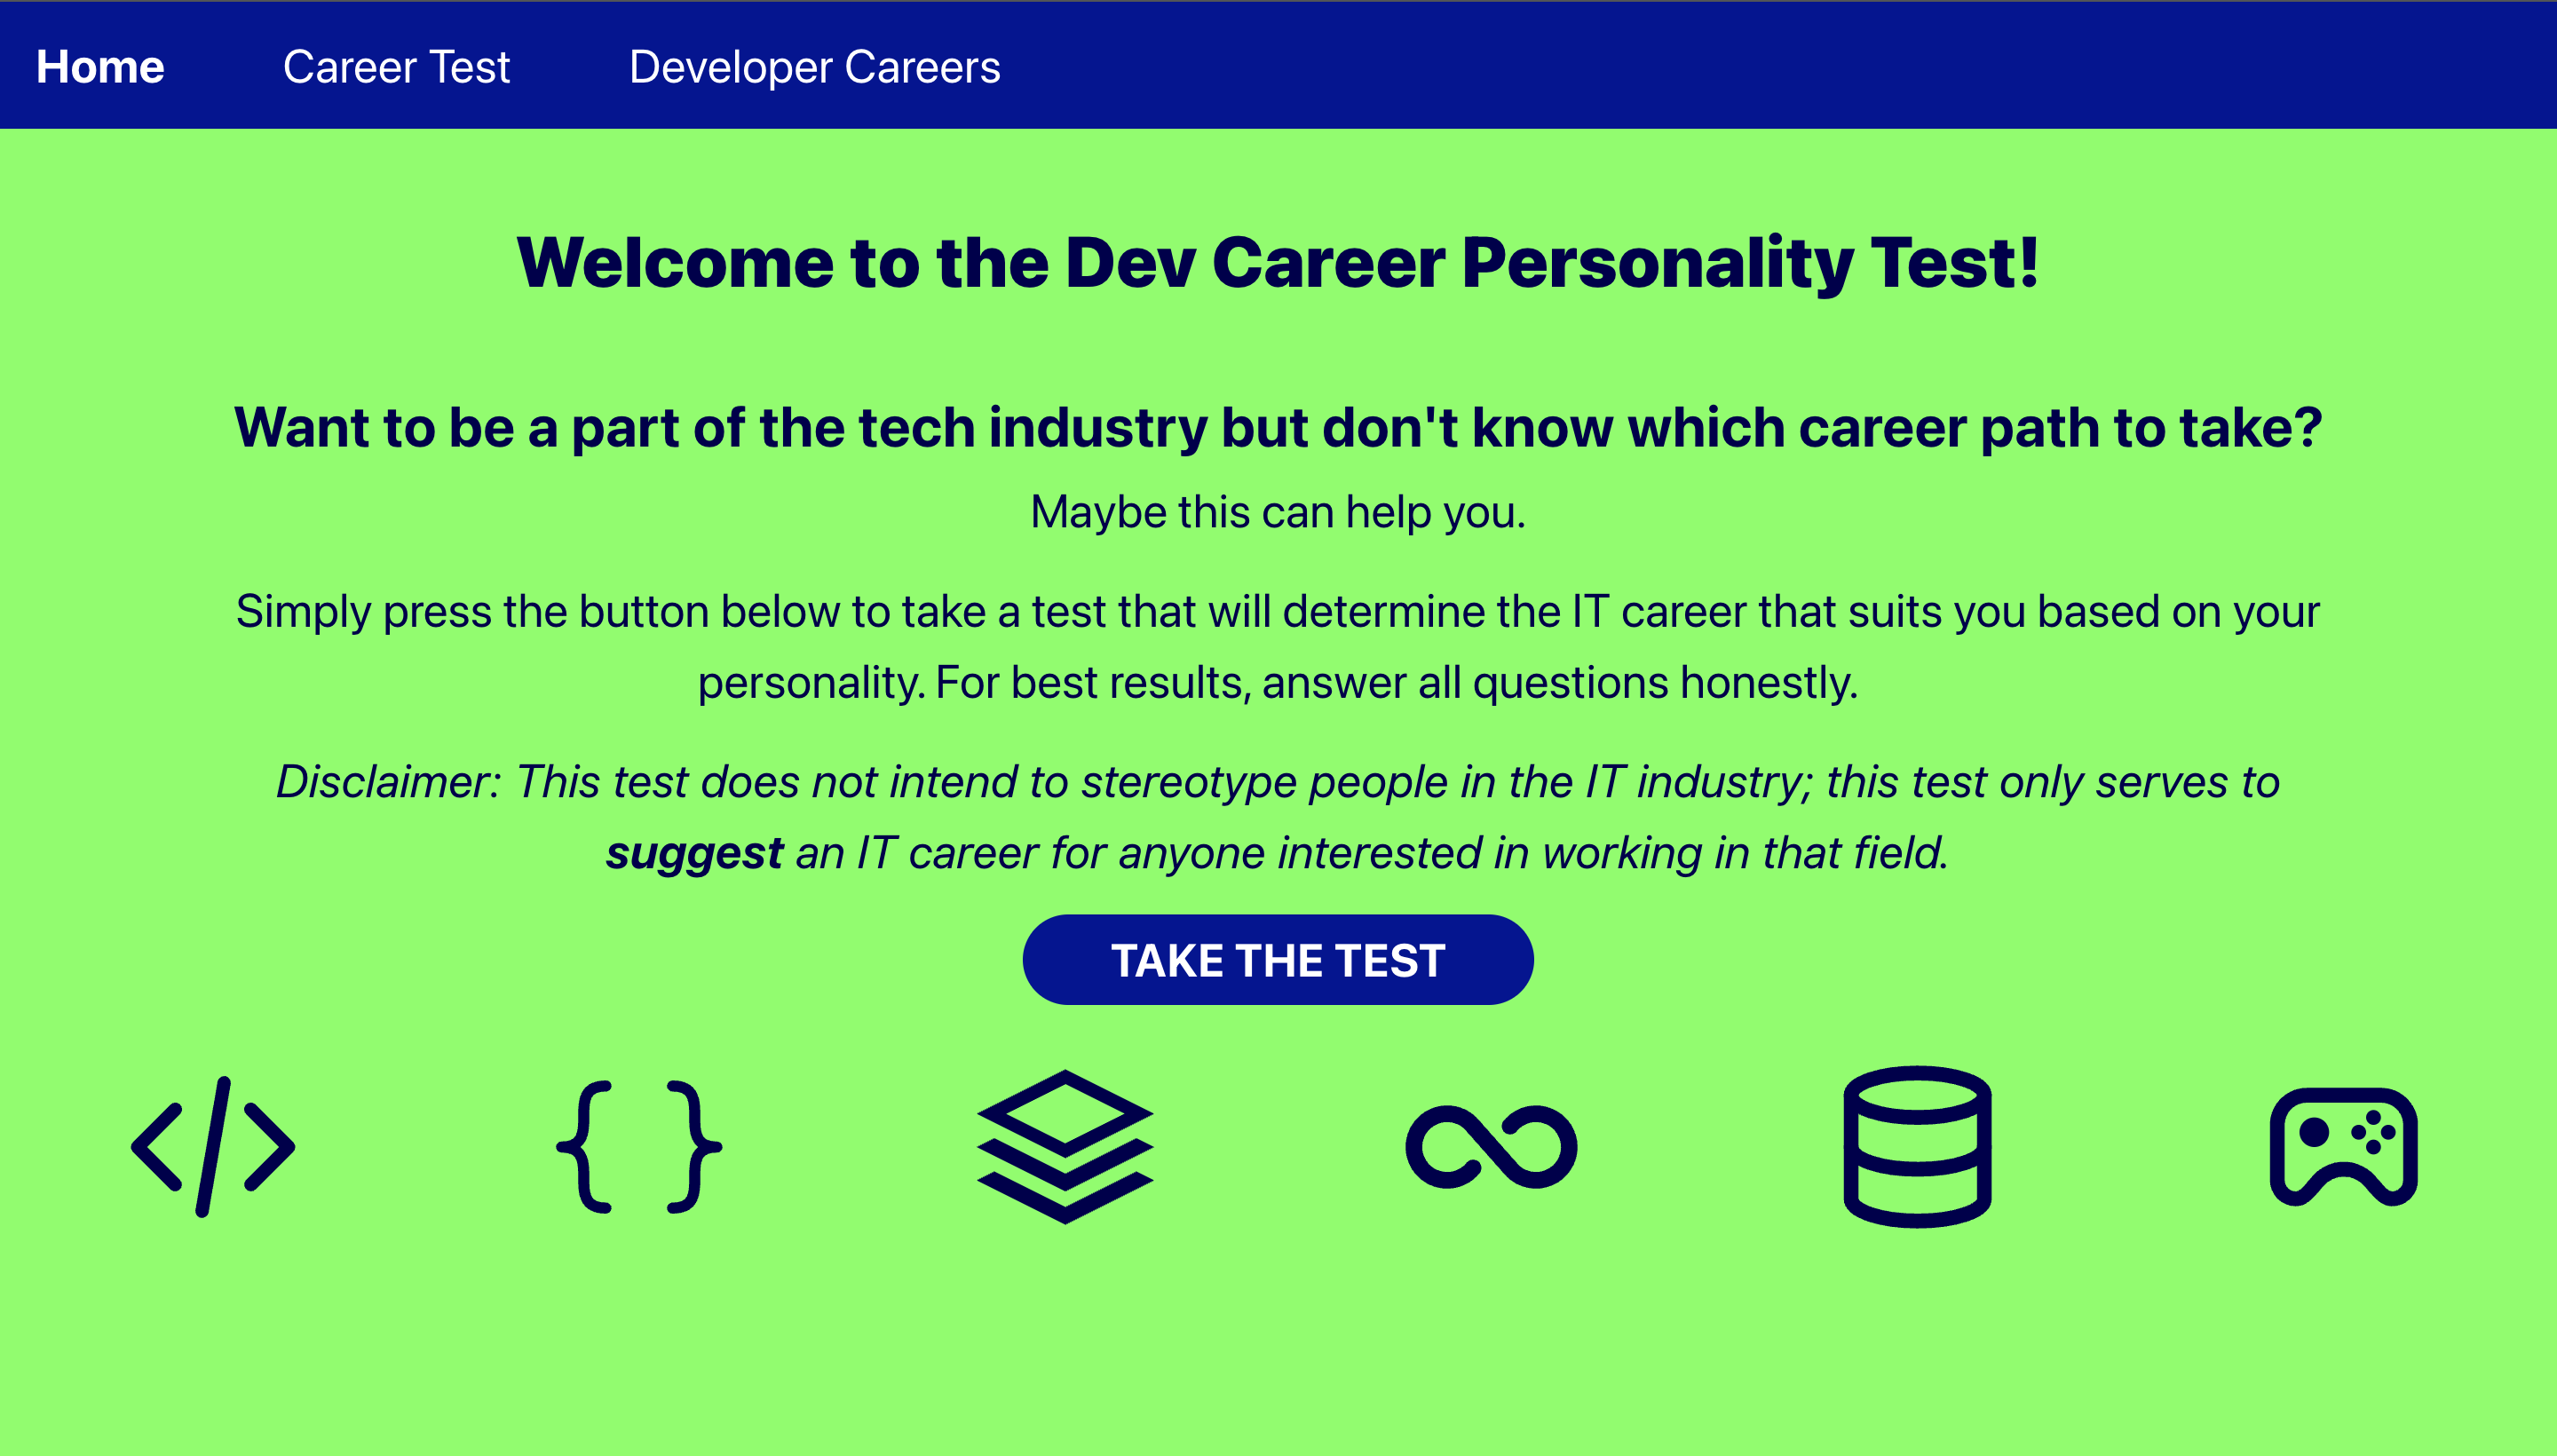 Home Career Test Developer Careers
Welcome to the Dev Career Personality Test!
Want to be a part of the tech industry but don't know which career path to take?
Maybe this can help you.
Simply press the button below to take a test that will determine the IT career that suits you based on your
personality. For best results, answer all questions honestly.
Disclaimer: This test does not intend to stereotype people in the IT industry; this test only serves to
suggest an IT career for anyone interested in working in that field.
TAKE THE TEST